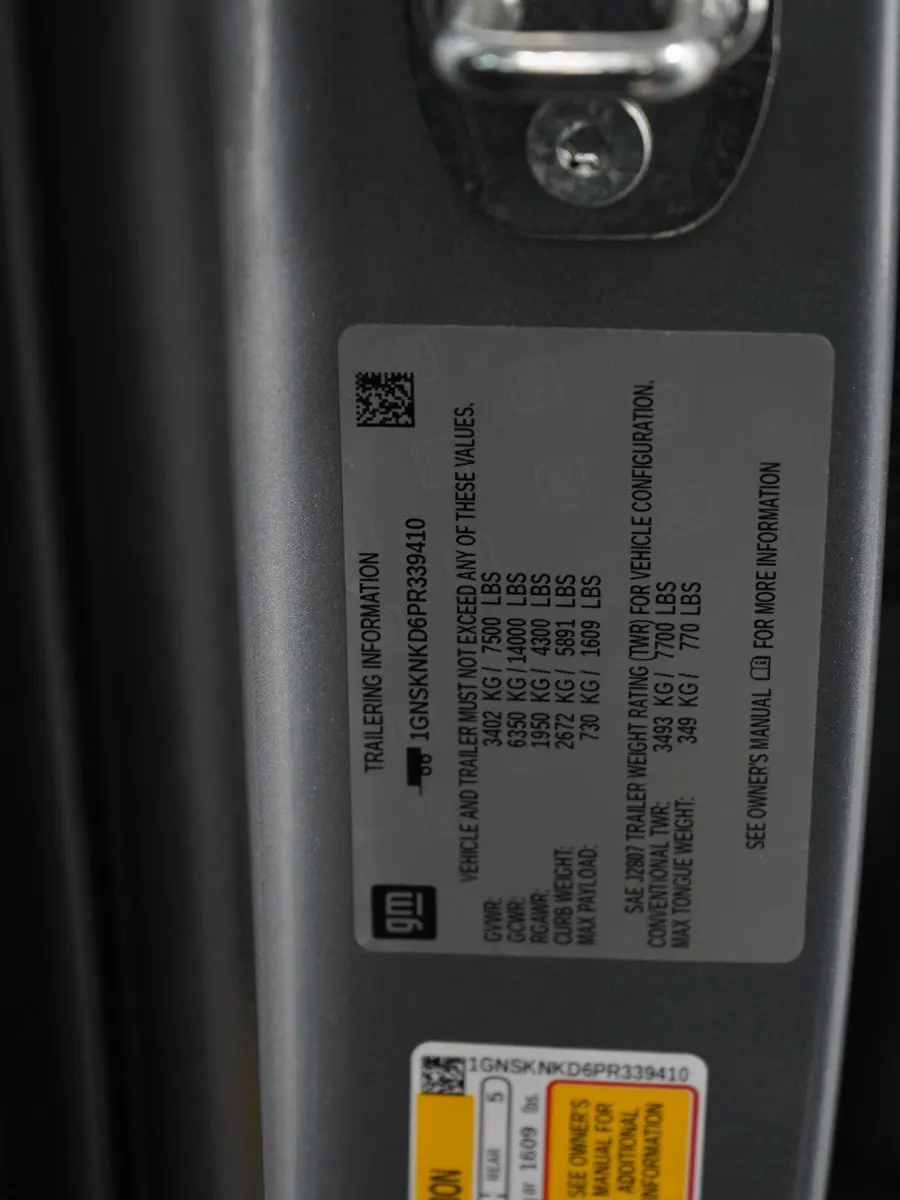 gm
TRAILERING INFORMATION
1GNSKNKD6PR339410
VEHICLE AND TRAILER MUST NOT EXCEED ANY OF THESE VALUES.
GVWR: 3402 KG / 7500 LBS
GCWR: 6350 KG / 14000 LBS
RGAWR: 1950 KG / 4300 LBS
CURB WEIGHT: 2672 KG / 5891 LBS
MAX PAYLOAD: 730 KG / 1609 LBS
SAE J2807 TRAILER WEIGHT RATING (TWR) FOR VEHICLE CONFIGURATION.
CONVENTIONAL TWR: 3493 KG / 7700 LBS
MAX TONGUE WEIGHT: 349 KG / 770 LBS
SEE OWNER'S MANUAL FOR MORE INFORMATION
1GNSKNKD6PR339410
REAR 5
or 1609 lbs
SEE OWNER'S
MANUAL FOR
ADDITIONAL
INFORMATION